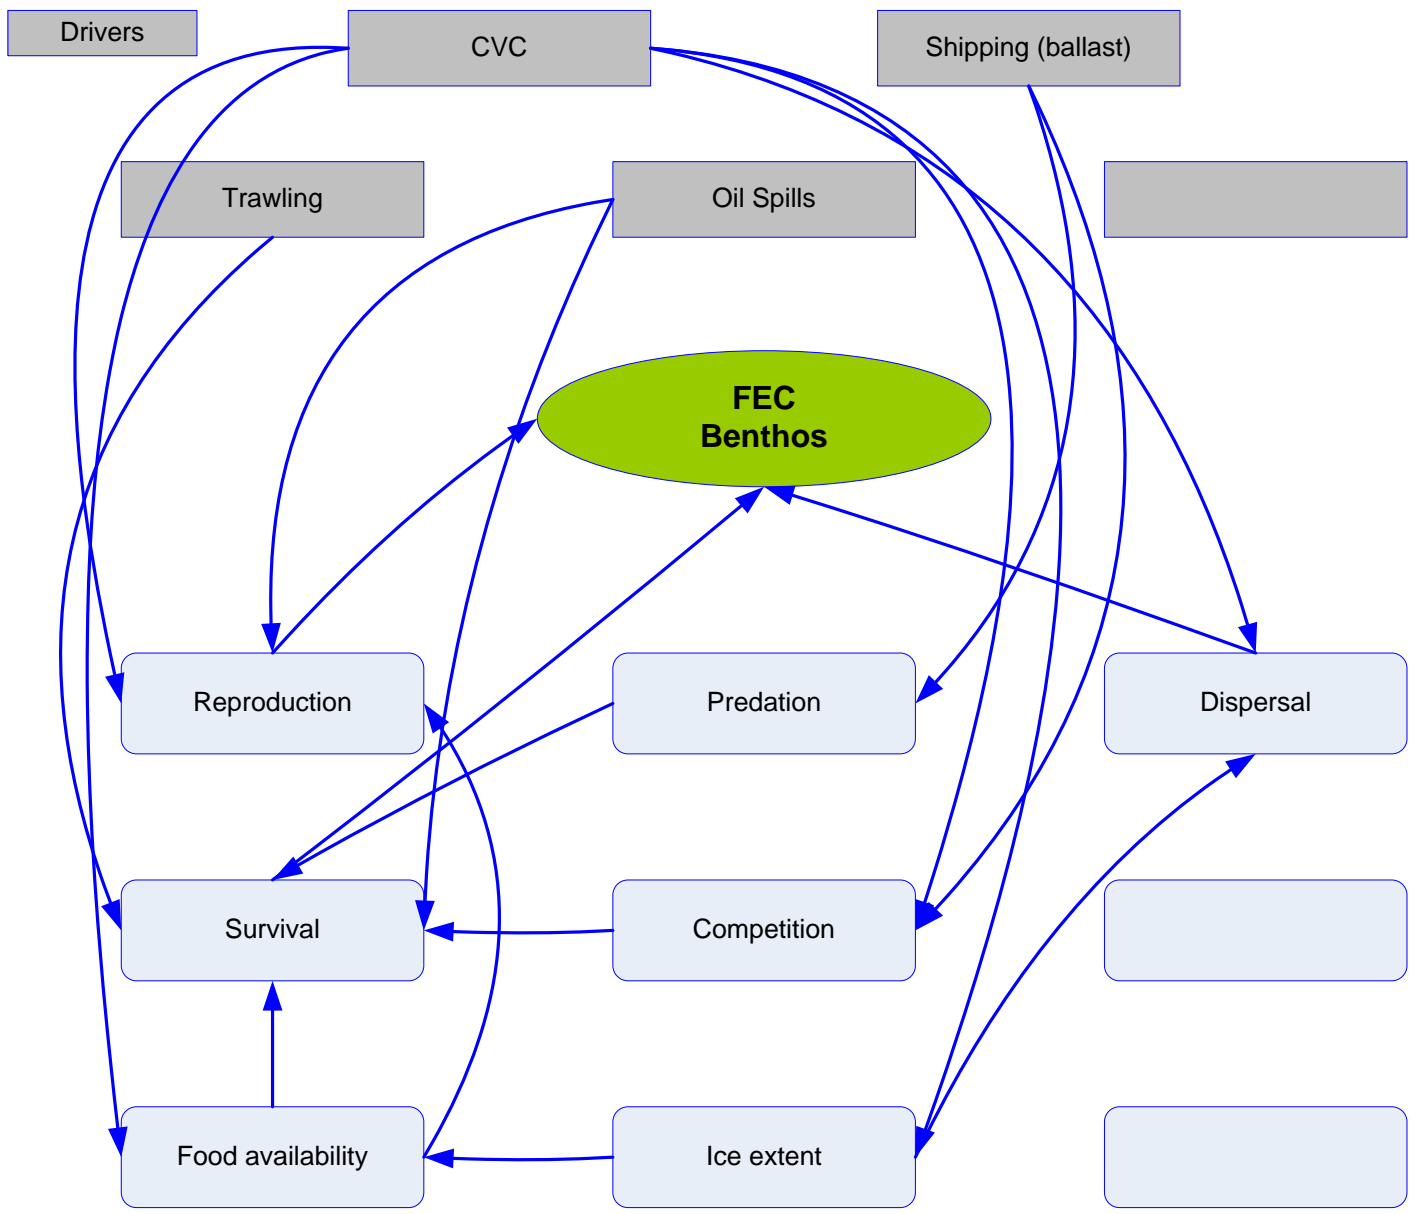 Drivers
CVC
Shipping (ballast)
Trawling
Oil Spills
FEC
Benthos
Reproduction
Predation
Dispersal
Survival
Competition
Food availability
Ice extent